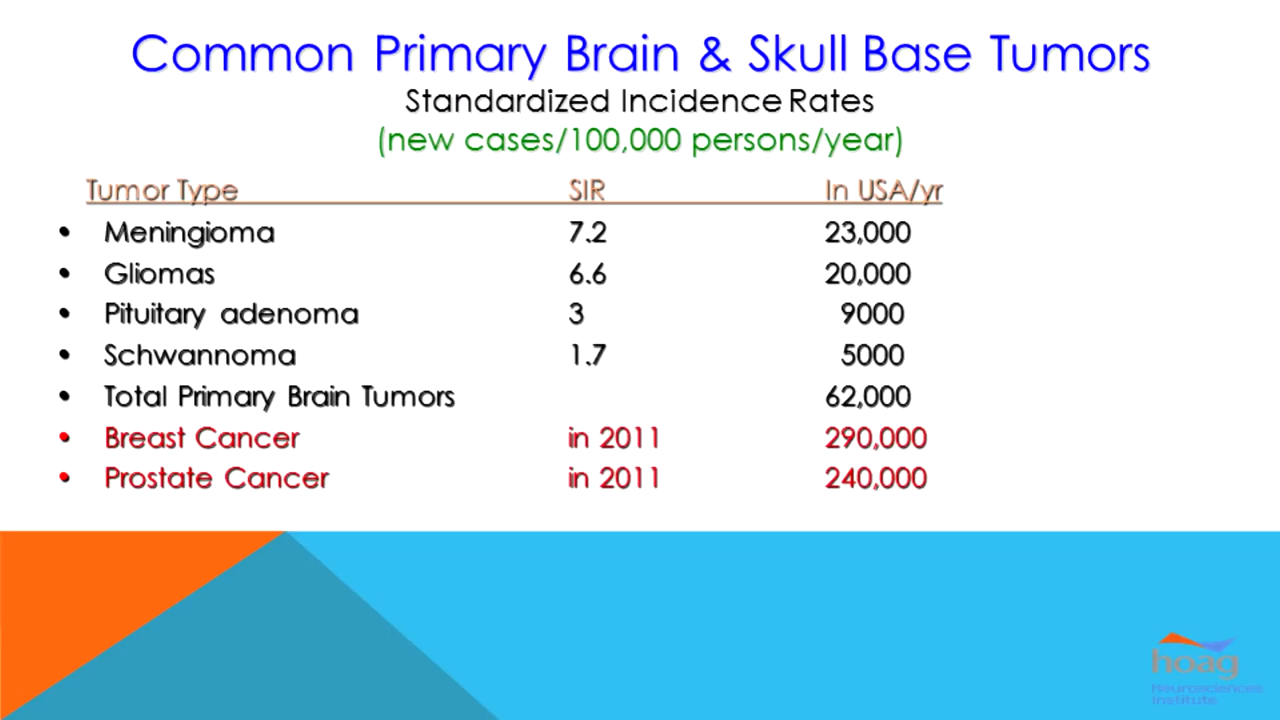 Common Primary Brain & Skull Base Tumors
Standardized Incidence Rates
(new cases/100,000 persons/year)
Tumor Type SIR In USA/yr
• Meningioma 7.2 23,000
• Gliomas 6.6 20,000
• Pituitary adenoma 3 9000
• Schwannoma 1.7 5000
• Total Primary Brain Tumors 62,000
• Breast Cancer in 2011 290,000
• Prostate Cancer in 2011 240,000
hoag
Neurosciences
Institute